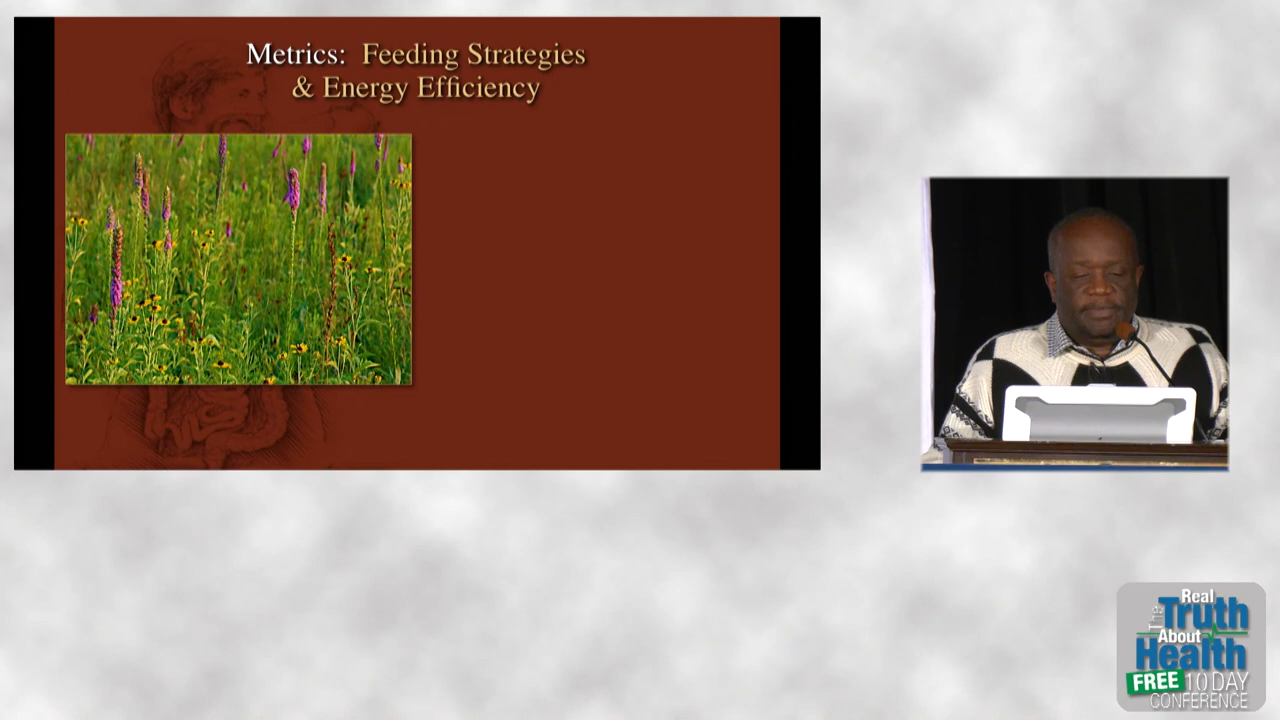 Metrics: Feeding Strategies
& Energy Efficiency
The Real
Truth
About
Health
FREE 10 DAY
CONFERENCE